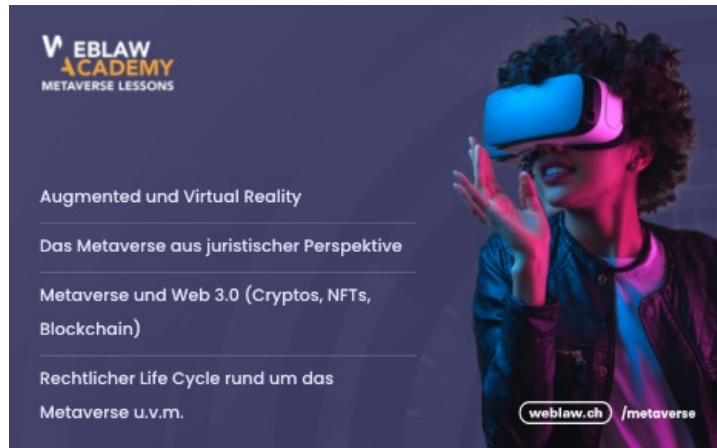 WEBLAW
ACADEMY
METAVERSE LESSONS
Augmented und Virtual Reality
Das Metaverse aus juristischer Perspektive
Metaverse und Web 3.0 (Cryptos, NFTs,
Blockchain)
Rechtlicher Life Cycle rund um das
Metaverse u.v.m.
weblaw.ch /metaverse